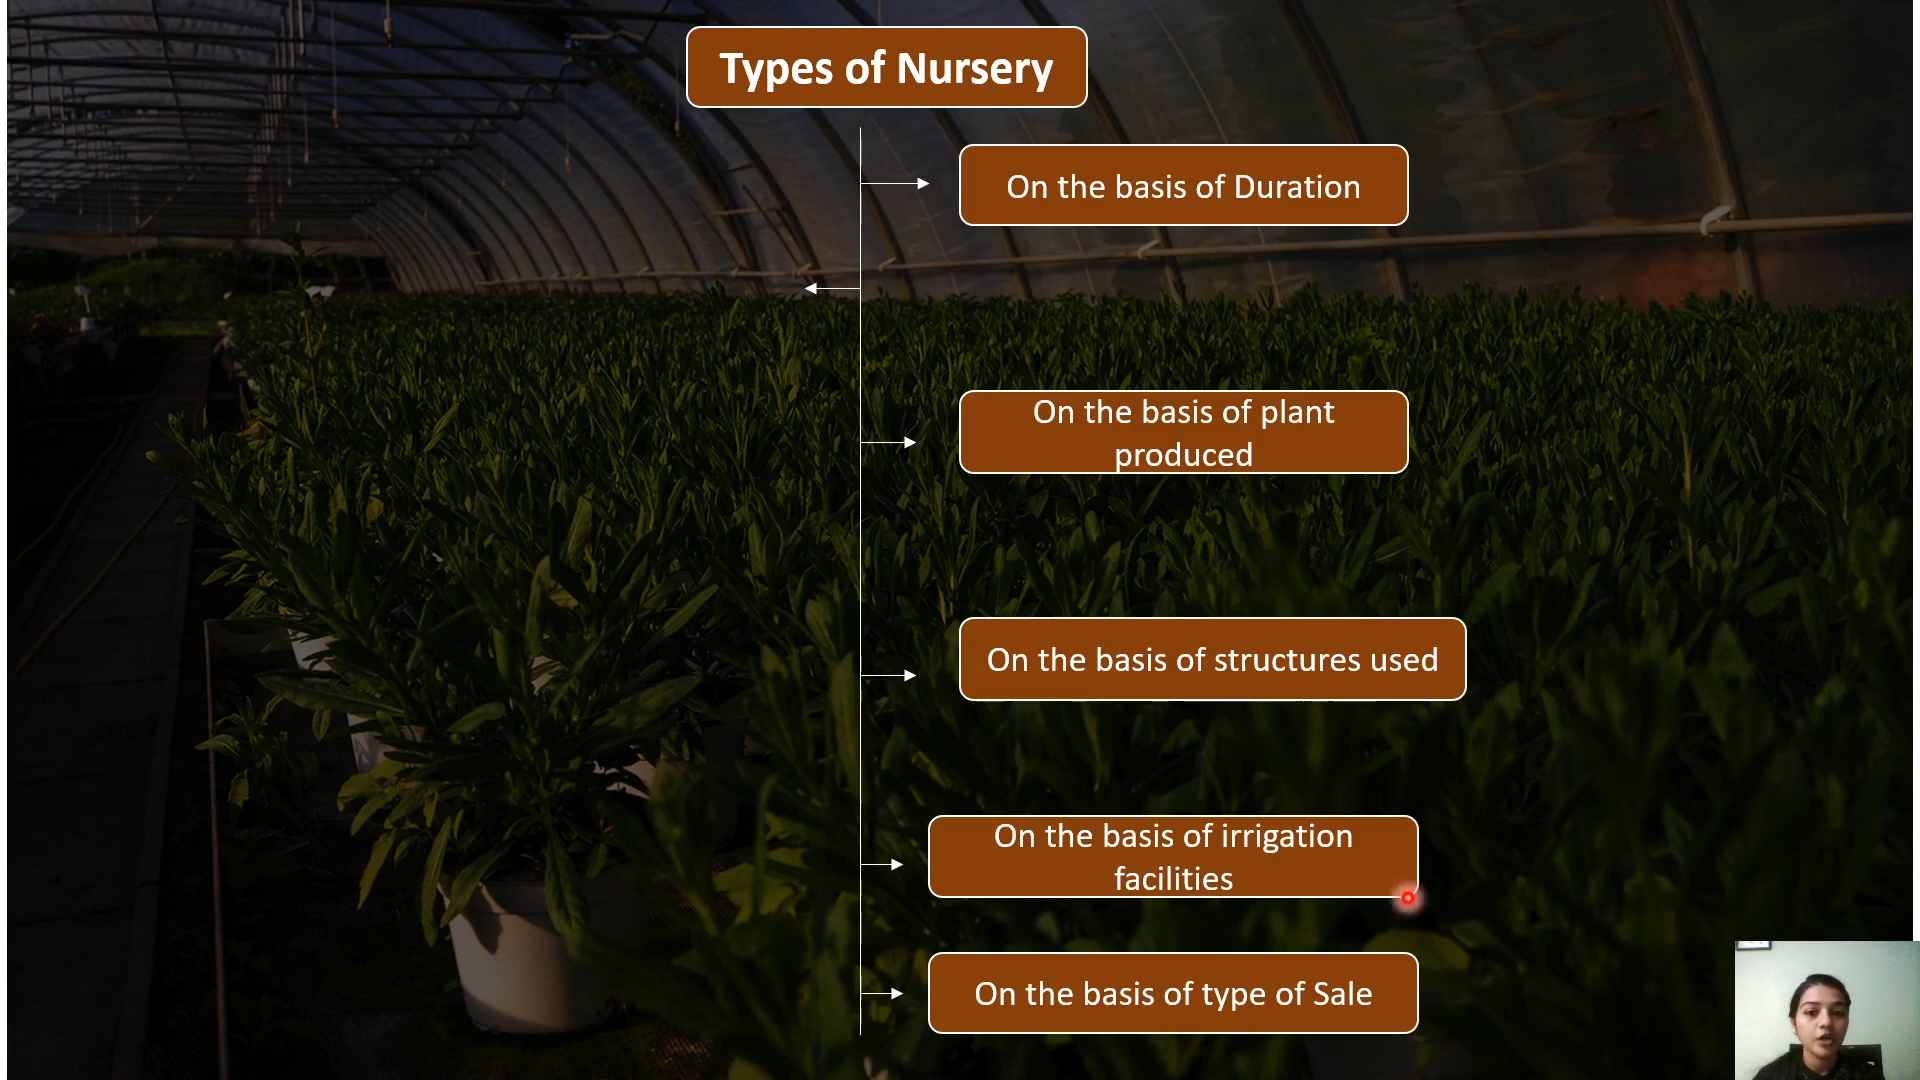 Types of Nursery
On the basis of Duration
On the basis of plant
produced
On the basis of structures used
On the basis of irrigation
facilities
On the basis of type of Sale